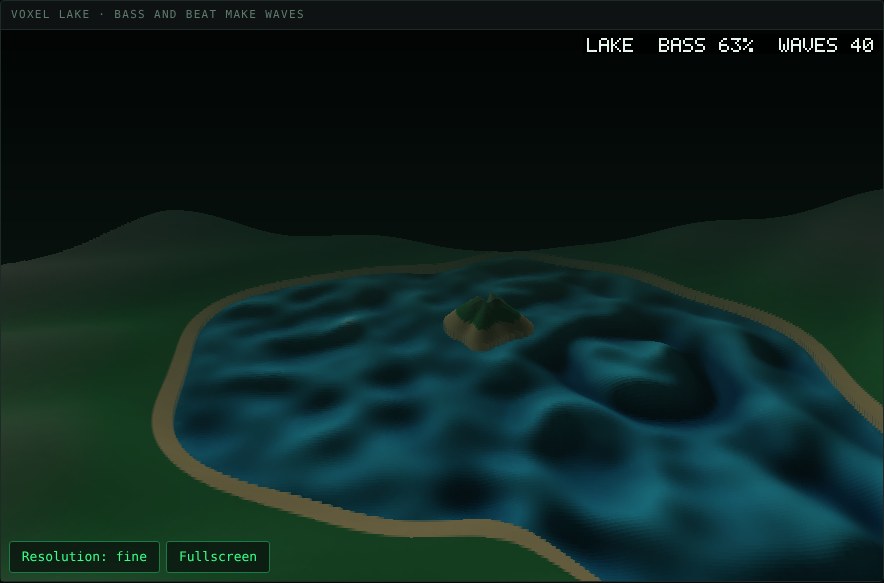 VOXEL LAKE · BASS AND BEAT MAKE WAVES
LAKE  BASS 63%  WAVES 40
Resolution: fine
Fullscreen